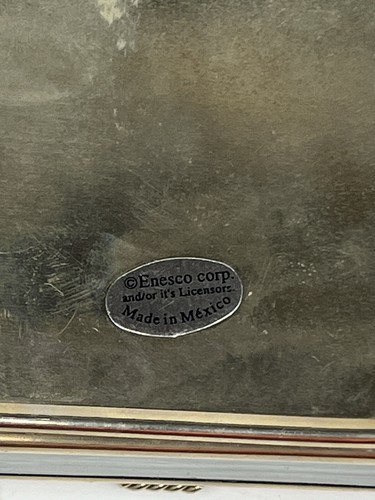 ©Enesco corp.
and/or it's Licensors
Made in México